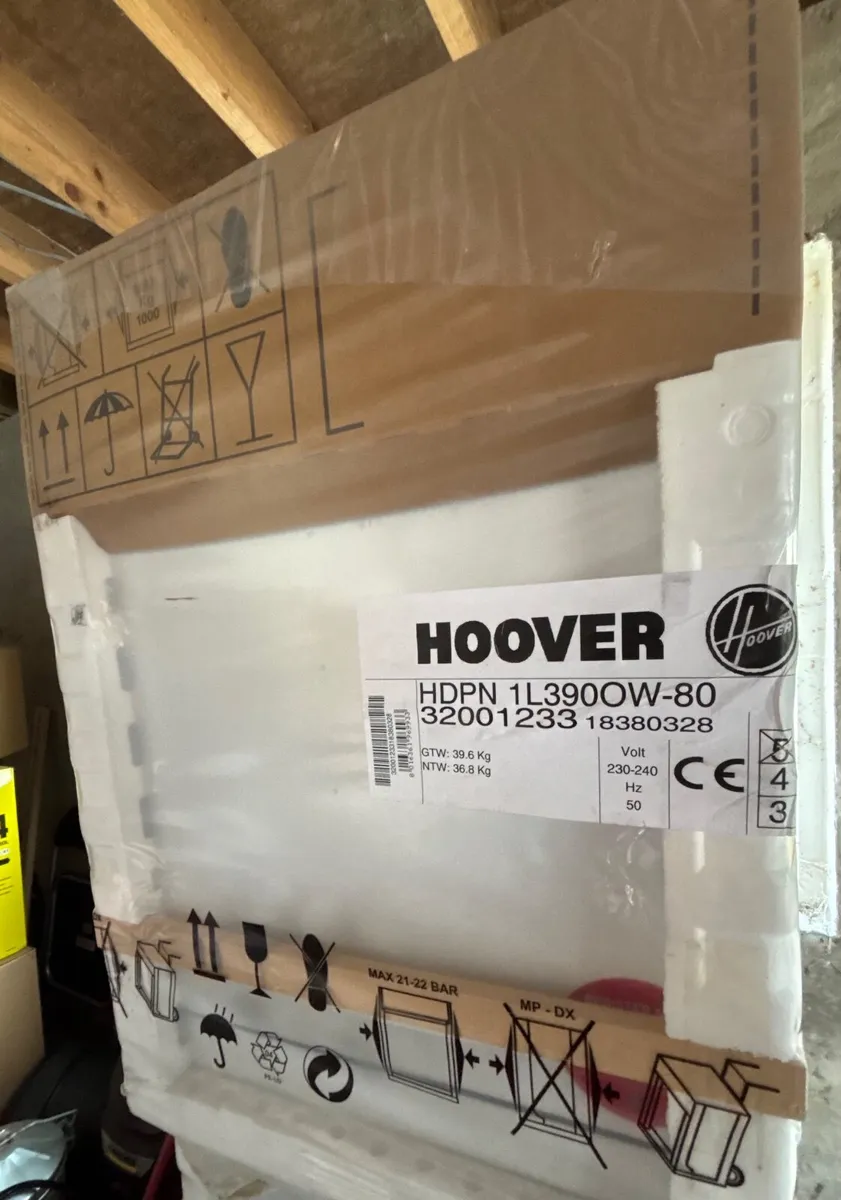 1000
HOOVER
HOOVER
HDPN 1L390OW-80
32001233 18380328
GTW: 39.6 Kg
NTW: 36.8 Kg
Volt
230-240
Hz
50
CE
5
4
3
MAX 21-22 BAR
MP - DX
4